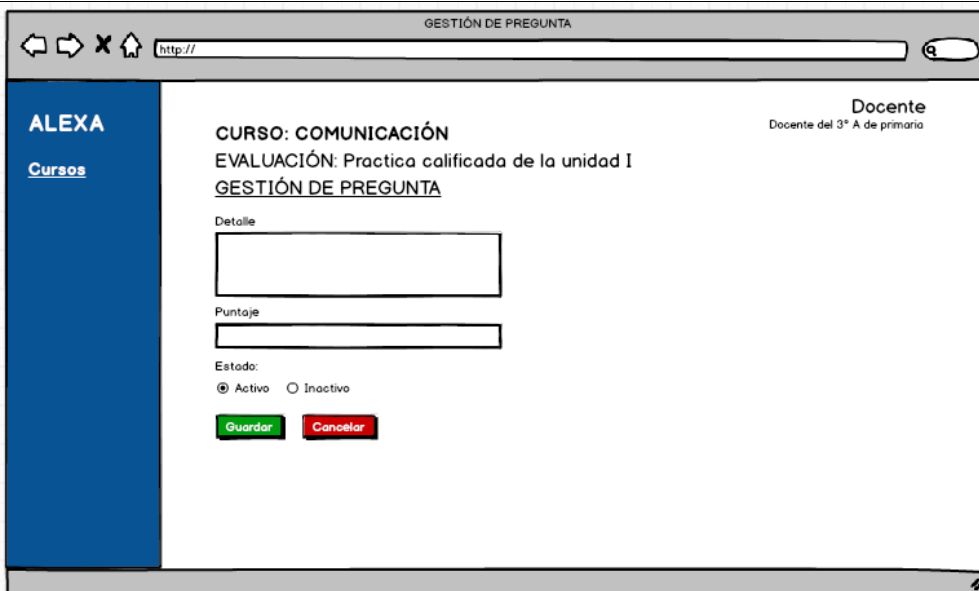 GESTIÓN DE PREGUNTA
http://
ALEXA
Cursos
Docente
Docente del 3° A de primaria
CURSO: COMUNICACIÓN
EVALUACIÓN: Practica calificada de la unidad I
GESTIÓN DE PREGUNTA
Detalle
Puntaje
Estado:
Activo Inactivo
Guardar Cancelar